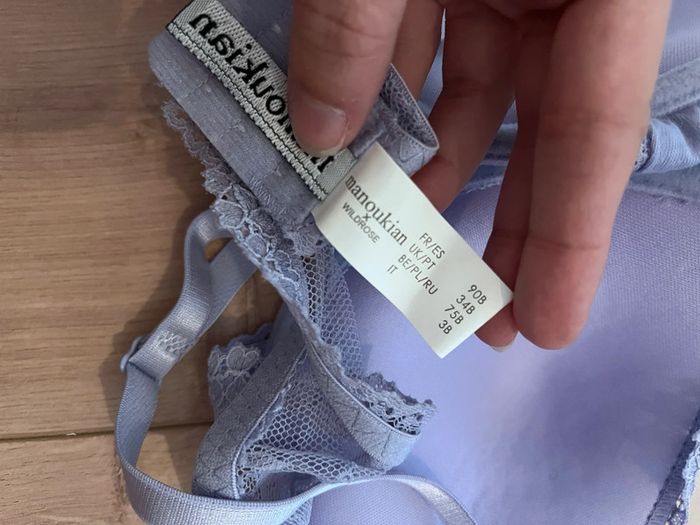 manoukian
manoukian
x
WILDROSE
FR/ES 90B
UK/PT 34B
BE/PL/RU 75B
IT 3B